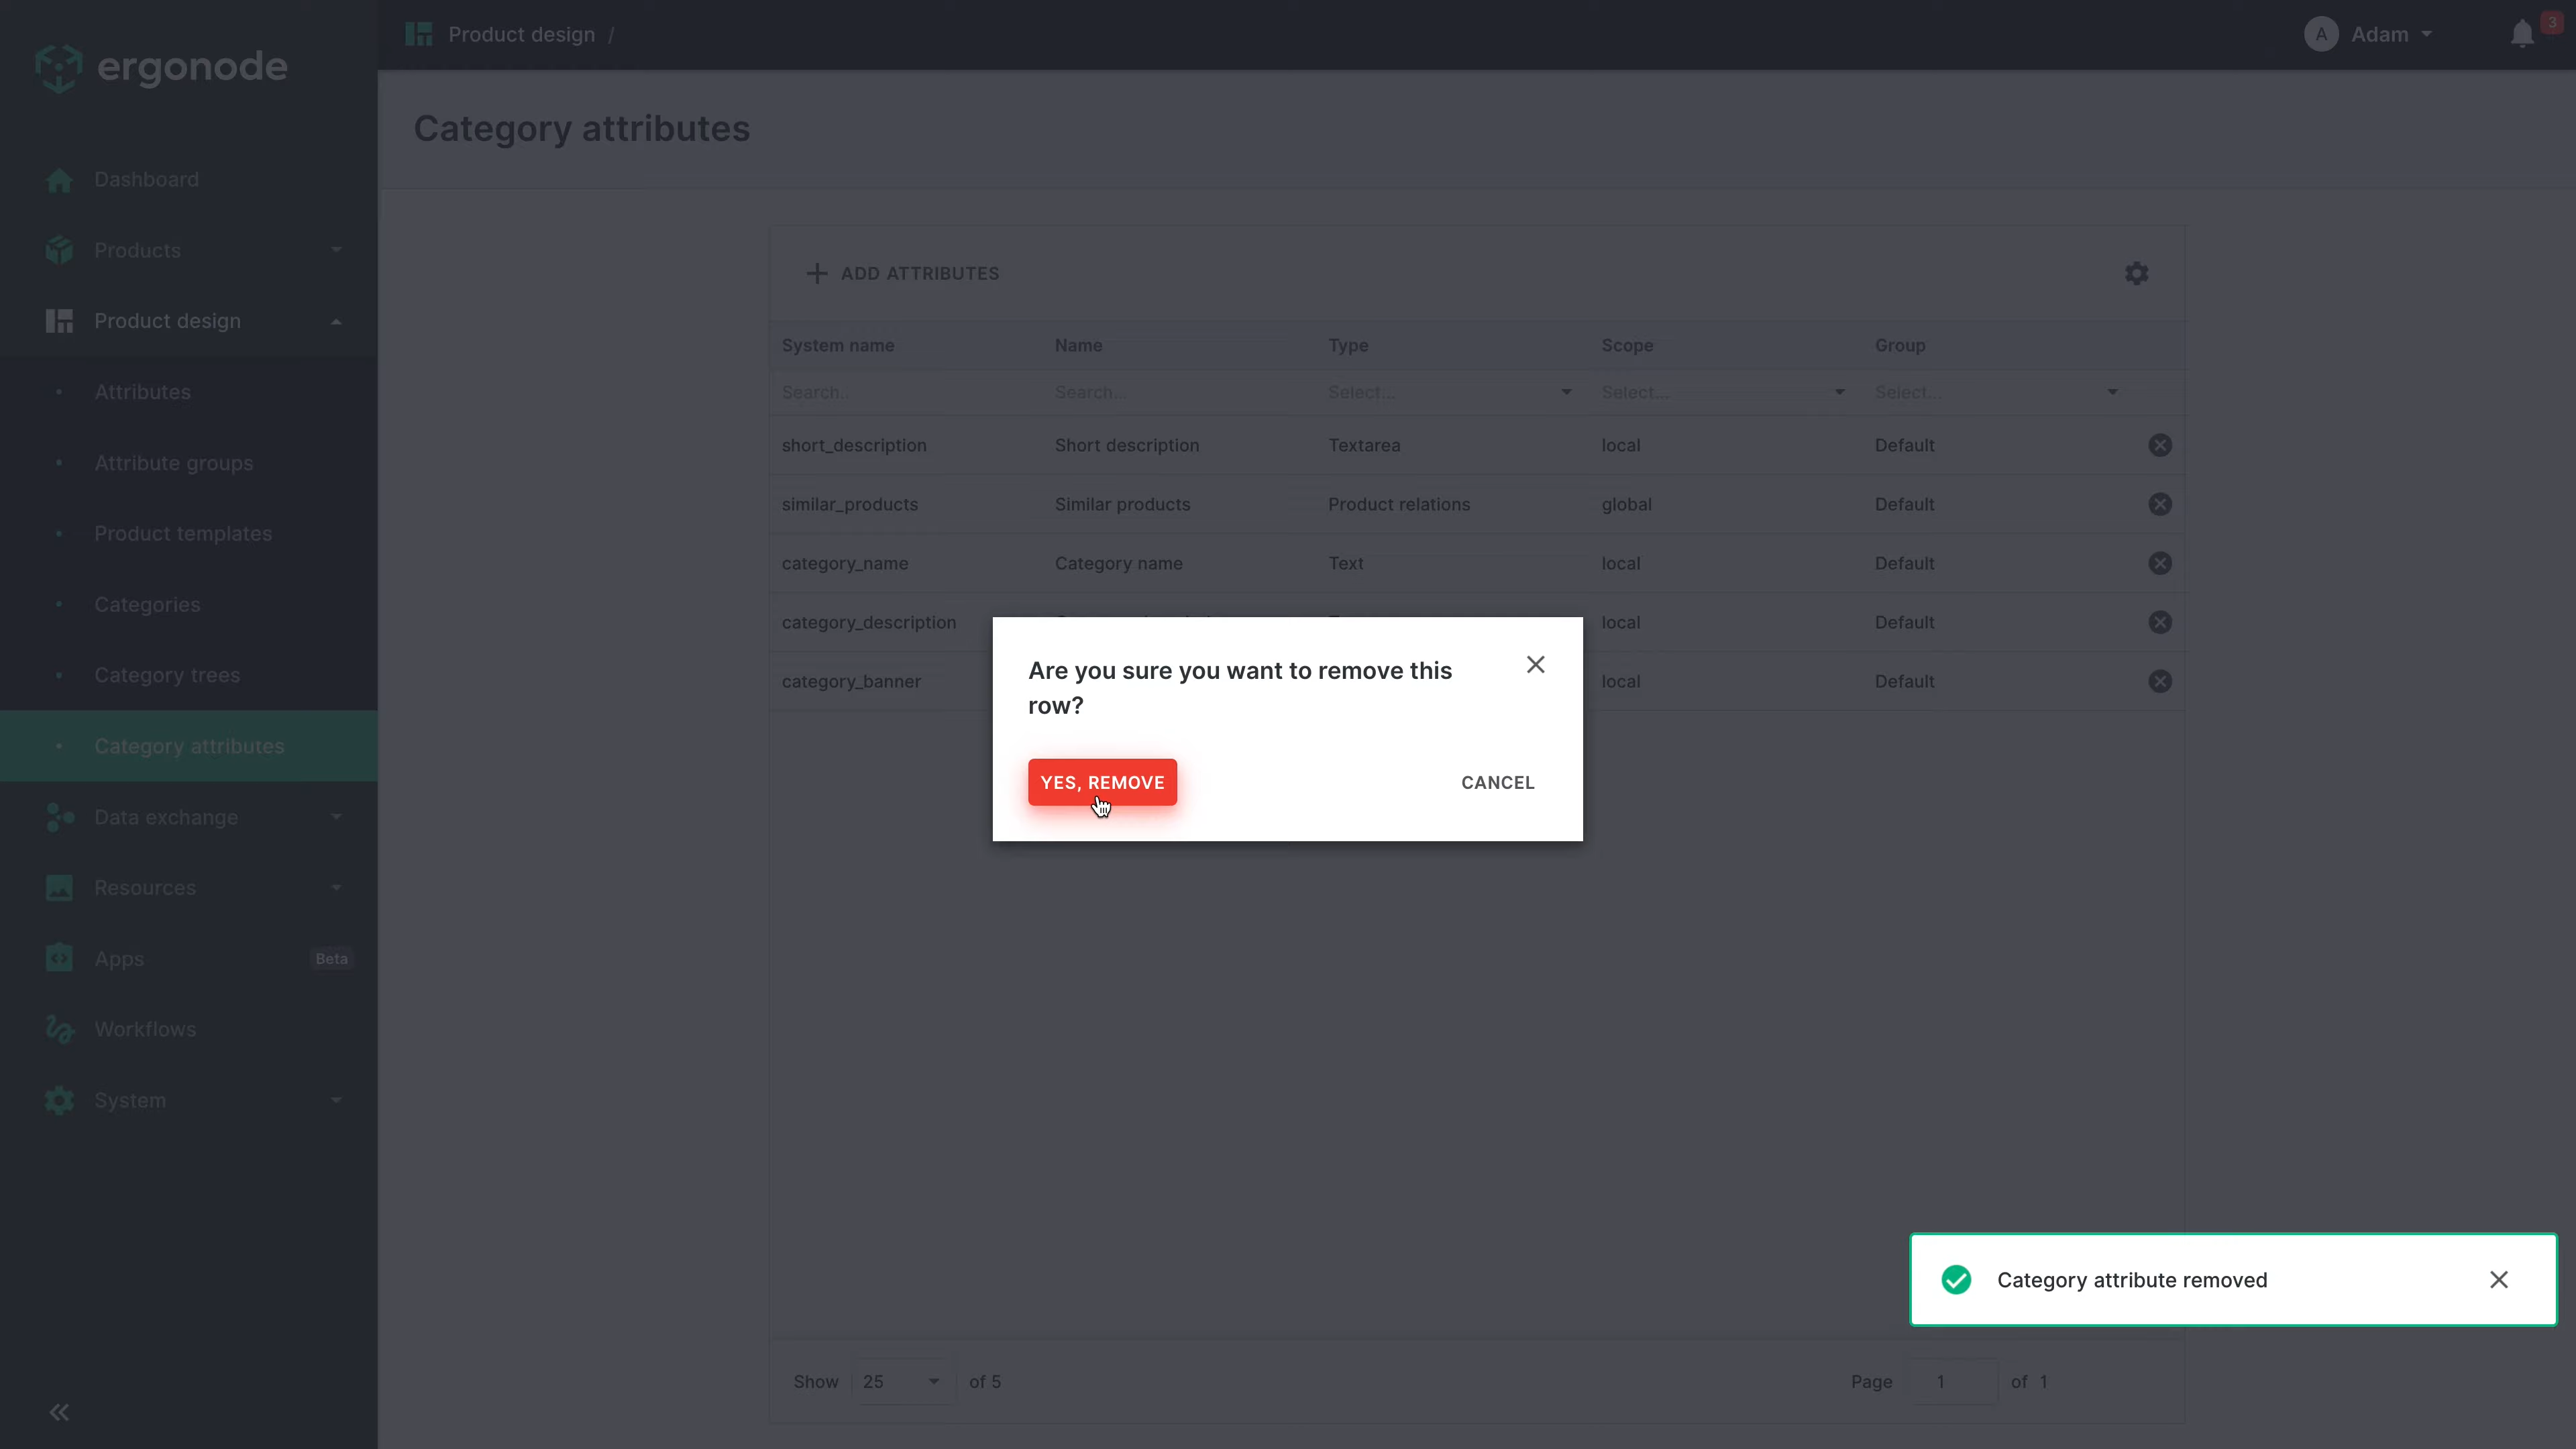 ergonode
Product design /
A Adam
3
Dashboard
Products
Product design
Attributes
Attribute groups
Product templates
Categories
Category trees
Category attributes
Data exchange
Resources
Apps Beta
Workflows
System
Category attributes
ADD ATTRIBUTES
System name Name Type Scope Group
Search... Search... Select... Select... Select...
short_description Short description Textarea local Default
similar_products Similar products Product relations global Default
category_name Category name Text local Default
category_description local Default
category_banner local Default
Are you sure you want to remove this
row?
YES, REMOVE CANCEL
Category attribute removed
Show 25 of 5
Page 1 of 1